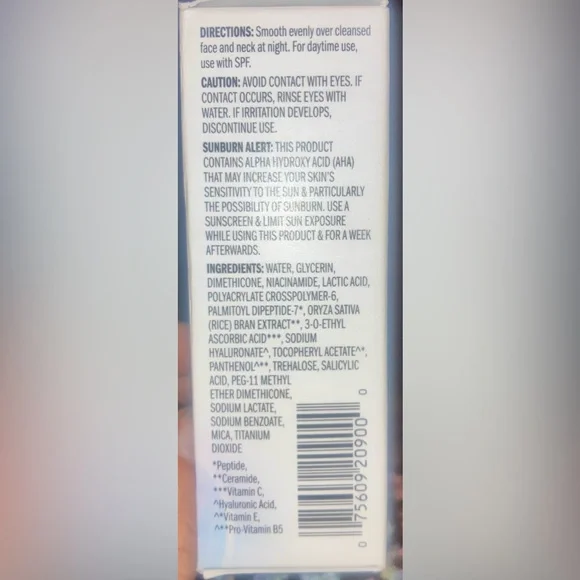 DIRECTIONS: Smooth evenly over cleansed
face and neck at night. For daytime use,
use with SPF.
CAUTION: AVOID CONTACT WITH EYES. IF
CONTACT OCCURS, RINSE EYES WITH
WATER. IF IRRITATION DEVELOPS,
DISCONTINUE USE.
SUNBURN ALERT: THIS PRODUCT
CONTAINS ALPHA HYDROXY ACID (AHA)
THAT MAY INCREASE YOUR SKIN'S
SENSITIVITY TO THE SUN & PARTICULARLY
THE POSSIBILITY OF SUNBURN. USE A
SUNSCREEN & LIMIT SUN EXPOSURE
WHILE USING THIS PRODUCT & FOR A WEEK
AFTERWARDS.
INGREDIENTS: WATER, GLYCERIN,
DIMETHICONE, NIACINAMIDE, LACTIC ACID,
POLYACRYLATE CROSSPOLYMER-6,
PALMITOYL DIPEPTIDE-7*, ORYZA SATIVA
(RICE) BRAN EXTRACT**, 3-O-ETHYL
ASCORBIC ACID***, SODIUM
HYALURONATE^, TOCOPHERYL ACETATE^*,
PANTHENOL^**, TREHALOSE, SALICYLIC
ACID, PEG-11 METHYL
ETHER DIMETHICONE,
SODIUM LACTATE,
SODIUM BENZOATE,
MICA, TITANIUM
DIOXIDE
*Peptide,
**Ceramide,
***Vitamin C,
^Hyaluronic Acid,
^*Vitamin E,
^**Pro-Vitamin B5
0 75609 20900 0